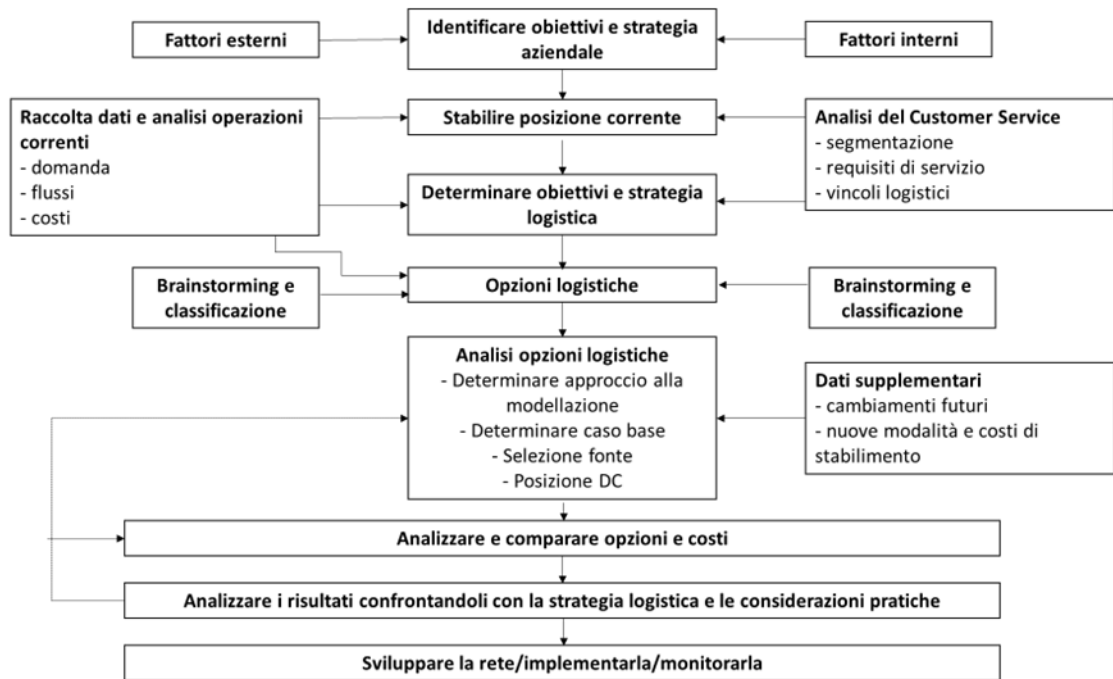 Fattori esterni
Identificare obiettivi e strategia
aziendale
Fattori interni
Raccolta dati e analisi operazioni
correnti
- domanda
- flussi
- costi
Stabilire posizione corrente
Analisi del Customer Service
- segmentazione
- requisiti di servizio
- vincoli logistici
Determinare obiettivi e strategia
logistica
Brainstorming e
classificazione
Opzioni logistiche
Brainstorming e
classificazione
Analisi opzioni logistiche
- Determinare approccio alla
modellazione
- Determinare caso base
- Selezione fonte
- Posizione DC
Dati supplementari
- cambiamenti futuri
- nuove modalità e costi di
stabilimento
Analizzare e comparare opzioni e costi
Analizzare i risultati confrontandoli con la strategia logistica e le considerazioni pratiche
Sviluppare la rete/implementarla/monitorarla